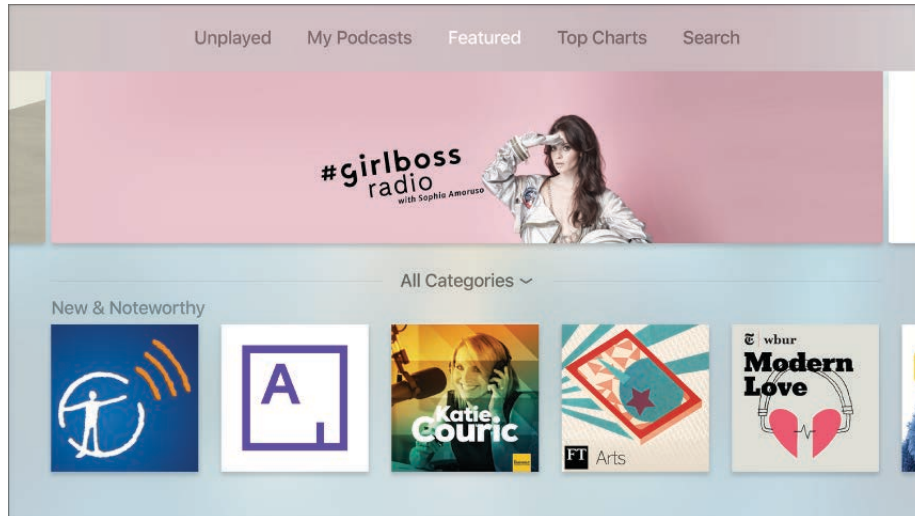 Unplayed My Podcasts Featured Top Charts Search
#girlboss
radio
with Sophia Amoruso
All Categories
New & Noteworthy
A
Katie
Couric
FT Arts
T wbur
Modern
Love